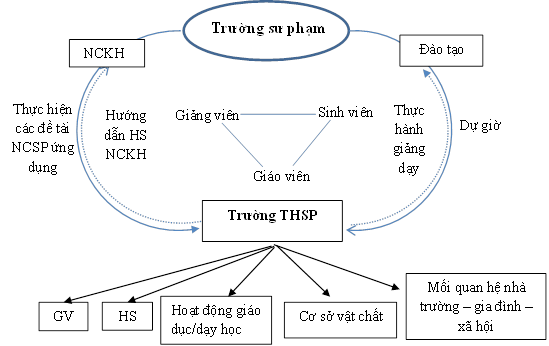 Trường sư phạm
NCKH
Đào tạo
Thực hiện
các đề tài
NCSP ứng
dụng
Hướng
dẫn HS
NCKH
Giảng viên
Sinh viên
Giáo viên
Thực
hành
giảng
dạy
Dự giờ
Trường THSP
GV
HS
Hoạt động giáo
dục/dạy học
Cơ sở vật chất
Mối quan hệ nhà
trường – gia đình –
xã hội